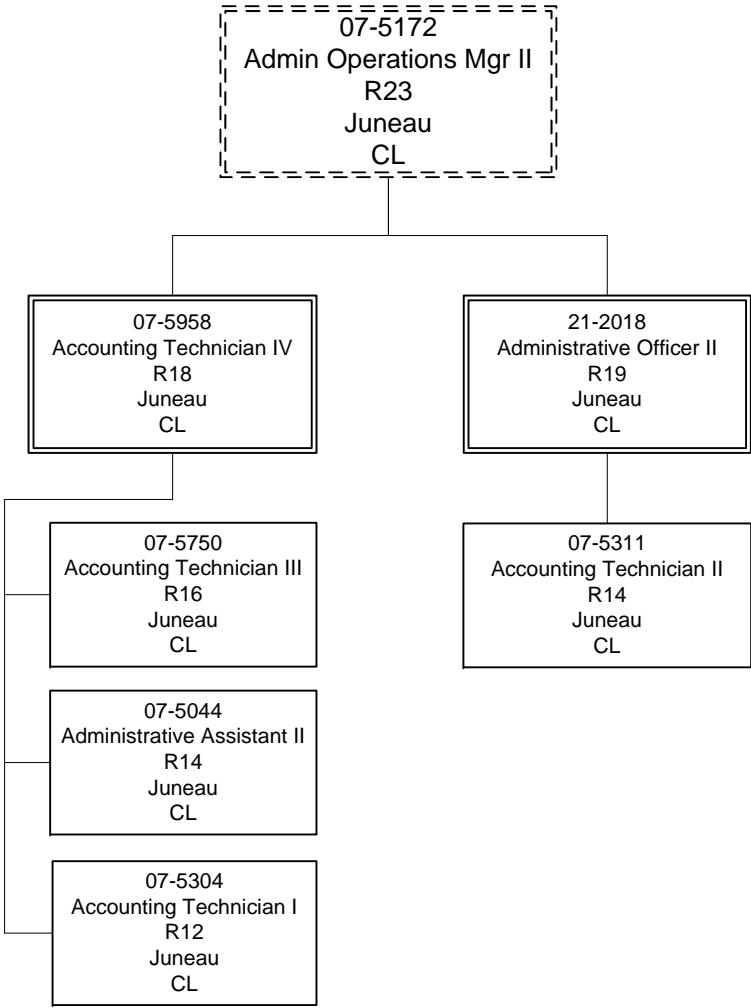 07-5172
Admin Operations Mgr II
R23
Juneau
CL
07-5958
Accounting Technician IV
R18
Juneau
CL
21-2018
Administrative Officer II
R19
Juneau
CL
07-5750
Accounting Technician III
R16
Juneau
CL
07-5311
Accounting Technician II
R14
Juneau
CL
07-5044
Administrative Assistant II
R14
Juneau
CL
07-5304
Accounting Technician I
R12
Juneau
CL